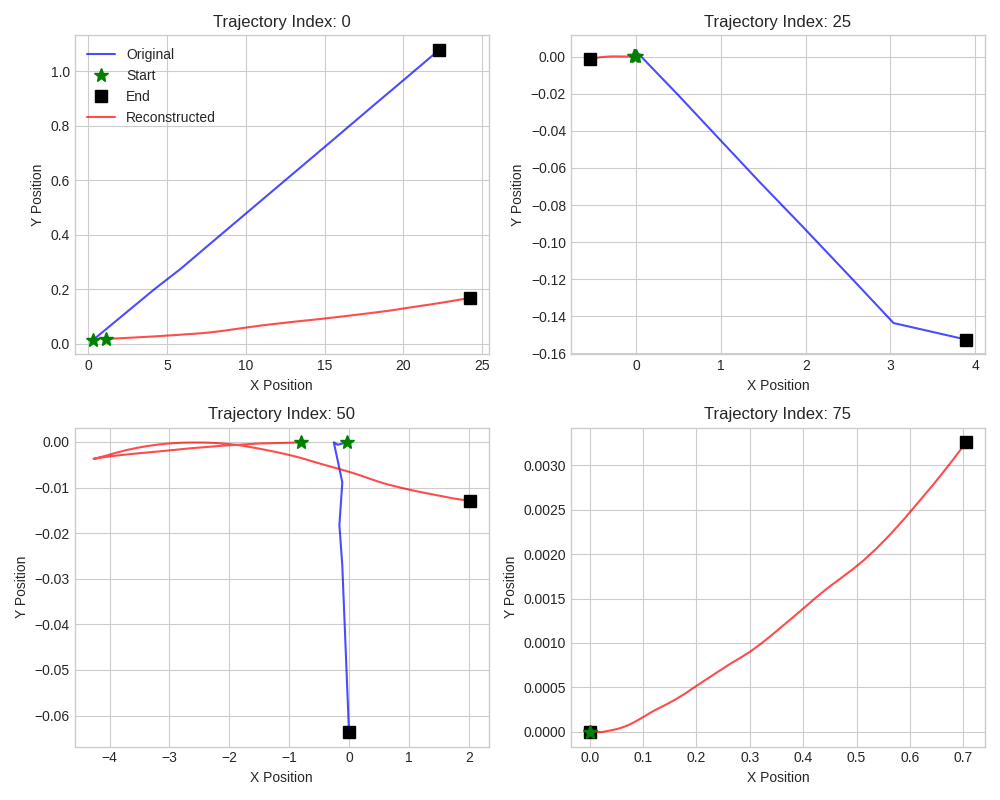 Trajectory Index: 0
Original
Start
End
Reconstructed
1.0
0.8
0.6
0.4
0.2
0.0
Y Position
0 5 10 15 20 25
X Position
Trajectory Index: 25
0.00
−0.02
−0.04
−0.06
−0.08
−0.10
−0.12
−0.14
−0.16
Y Position
0 1 2 3 4
X Position
Trajectory Index: 50
0.00
−0.01
−0.02
−0.03
−0.04
−0.05
−0.06
Y Position
−4 −3 −2 −1 0 1 2
X Position
Trajectory Index: 75
0.0030
0.0025
0.0020
0.0015
0.0010
0.0005
0.0000
Y Position
0.0 0.1 0.2 0.3 0.4 0.5 0.6 0.7
X Position